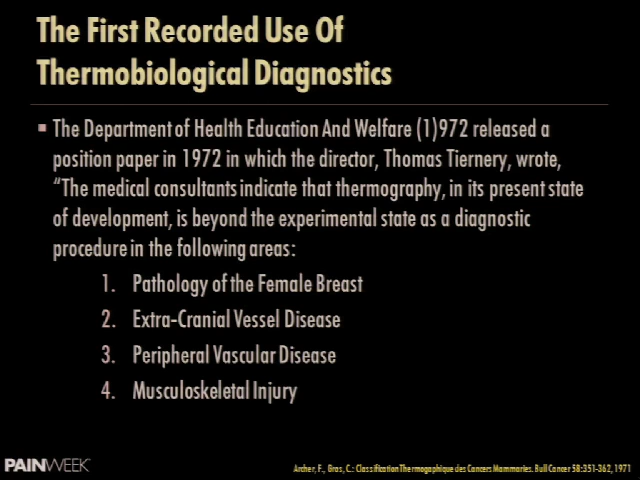 The First Recorded Use Of
Thermobiological Diagnostics
The Department of Health Education And Welfare (1)972 released a
position paper in 1972 in which the director, Thomas Tiernery, wrote,
“The medical consultants indicate that thermography, in its present state
of development, is beyond the experimental state as a diagnostic
procedure in the following areas:
1. Pathology of the Female Breast
2. Extra-Cranial Vessel Disease
3. Peripheral Vascular Disease
4. Musculoskeletal Injury
PAINWEEK
Archer, F., Gros, C.: Classification Thermogaphique des Cancers Mammaries. Bull Cancer 58:351-362, 1971